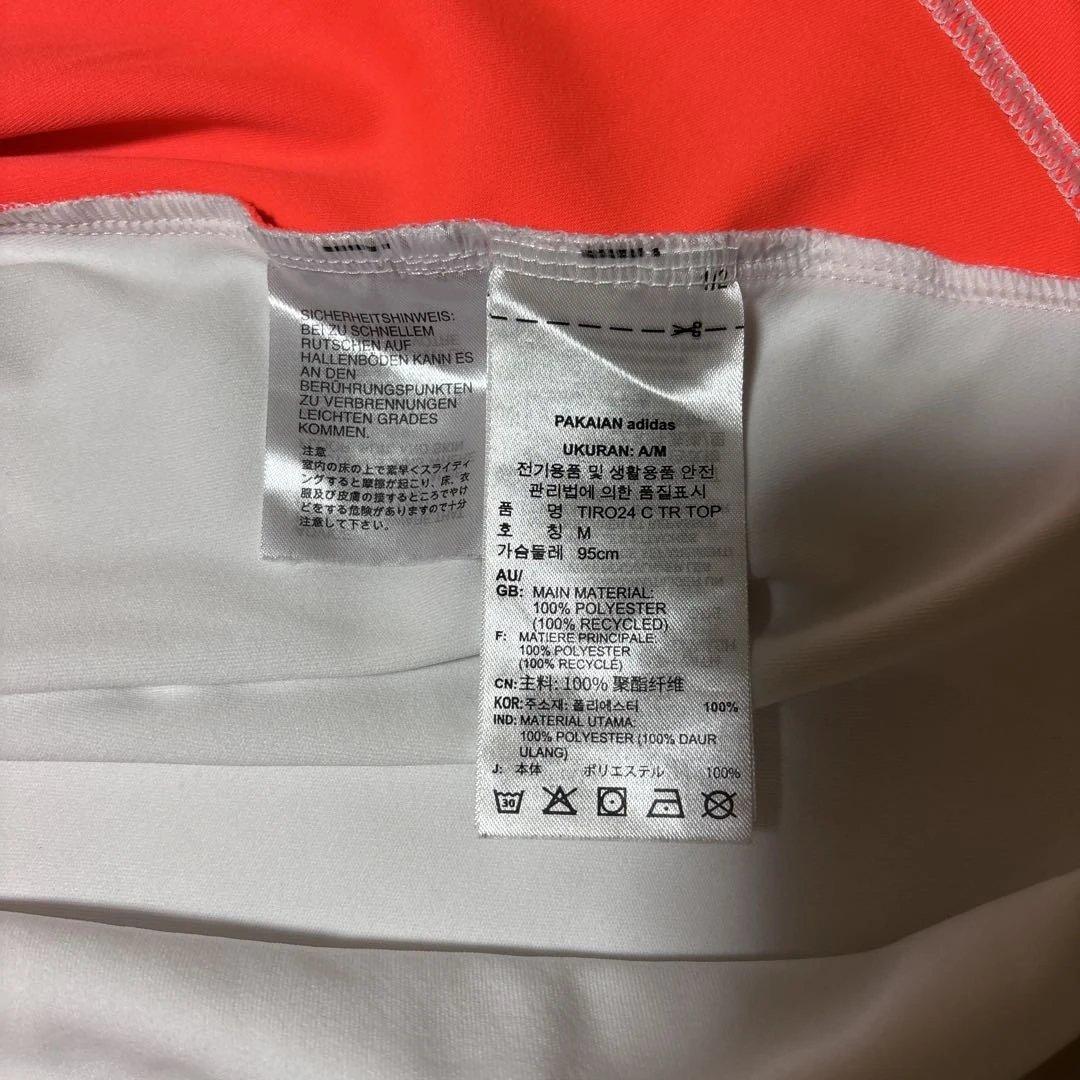 SICHERHEITSHINWEIS:
BEI ZU SCHNELLEM
RUTSCHEN AUF
HALLENBÖDEN KANN ES
AN DEN
BERÜHRUNGSPUNKTEN
ZU VERBRENNUNGEN
LEICHTEN GRADES
KOMMEN.
注意
室内の床の上で素早くスライディ
ングすると摩擦が起こり、床、衣
服及び皮膚の接するところでやけ
どをする危険がありますので十分
注意して下さい。
1/2
PAKAIAN adidas
UKURAN: A/M
전기용품 및 생활용품 안전
관리법에 의한 품질표시
품 명 TIRO24 C TR TOP
호 칭 M
가슴둘레 95cm
AU/
GB: MAIN MATERIAL:
100% POLYESTER
(100% RECYCLED)
F: MATIERE PRINCIPALE:
100% POLYESTER
(100% RECYCLÉ)
CN: 主料: 100% 聚酯纤维
KOR: 주소재: 폴리에스터 100%
IND: MATERIAL UTAMA:
100% POLYESTER (100% DAUR
ULANG)
J: 本体 ポリエステル 100%
30